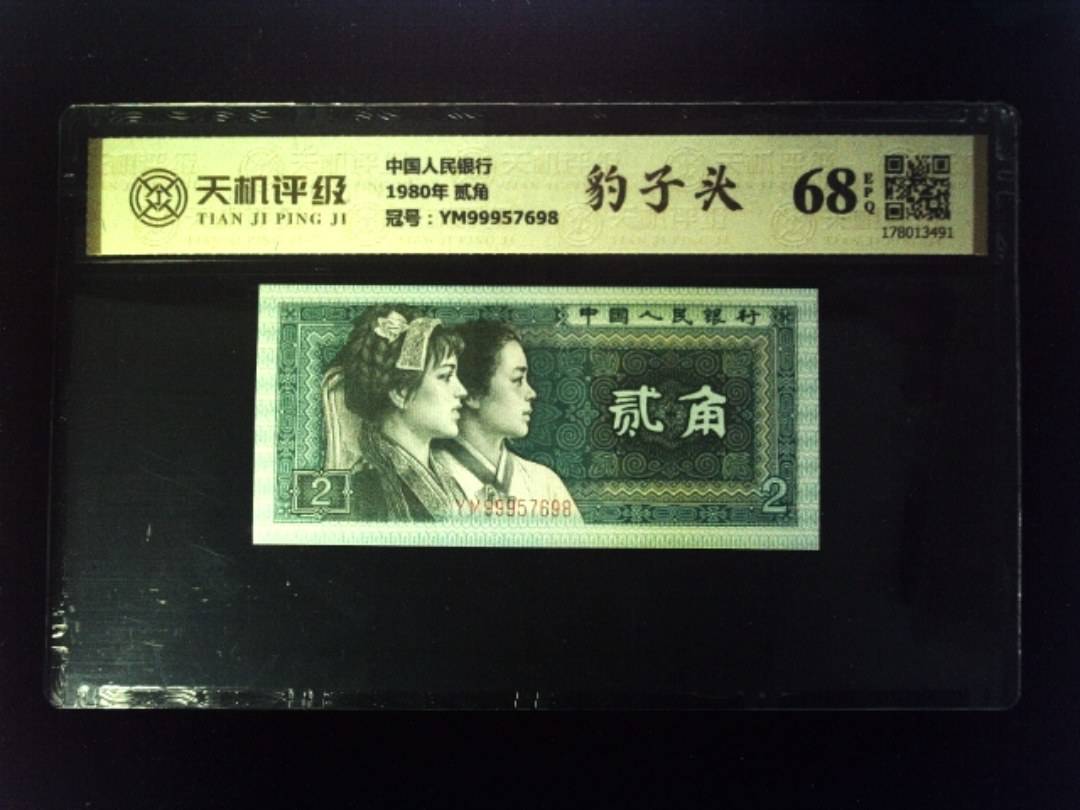 天机评级
TIAN JI PING JI
中国人民银行
1980年 贰角
冠号：YM99957698
豹子头
68
EPQ
178013491
中国人民银行
贰角
2
YM99957698
2